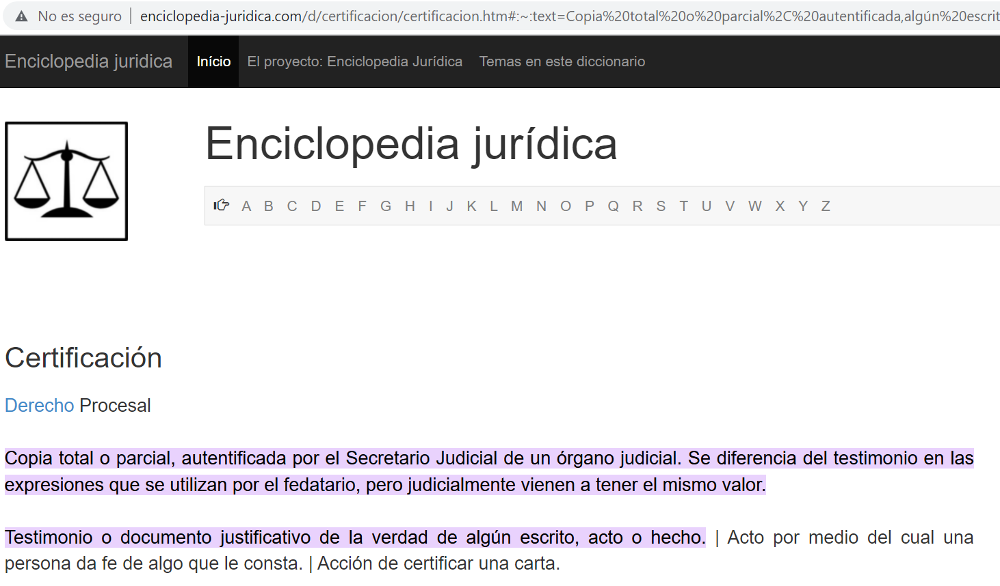 No es seguro | enciclopedia-juridica.com/d/certificacion/certificacion.htm#:~:text=Copia%20total%20o%20parcial%2C%20autentificada,algún%20escrit
Enciclopedia juridica Início El proyecto: Enciclopedia Jurídica Temas en este diccionario
Enciclopedia jurídica
A B C D E F G H I J K L M N O P Q R S T U V W X Y Z
Certificación
Derecho Procesal
Copia total o parcial, autentificada por el Secretario Judicial de un órgano judicial. Se diferencia del testimonio en las
expresiones que se utilizan por el fedatario, pero judicialmente vienen a tener el mismo valor.
Testimonio o documento justificativo de la verdad de algún escrito, acto o hecho. | Acto por medio del cual una
persona da fe de algo que le consta. | Acción de certificar una carta.